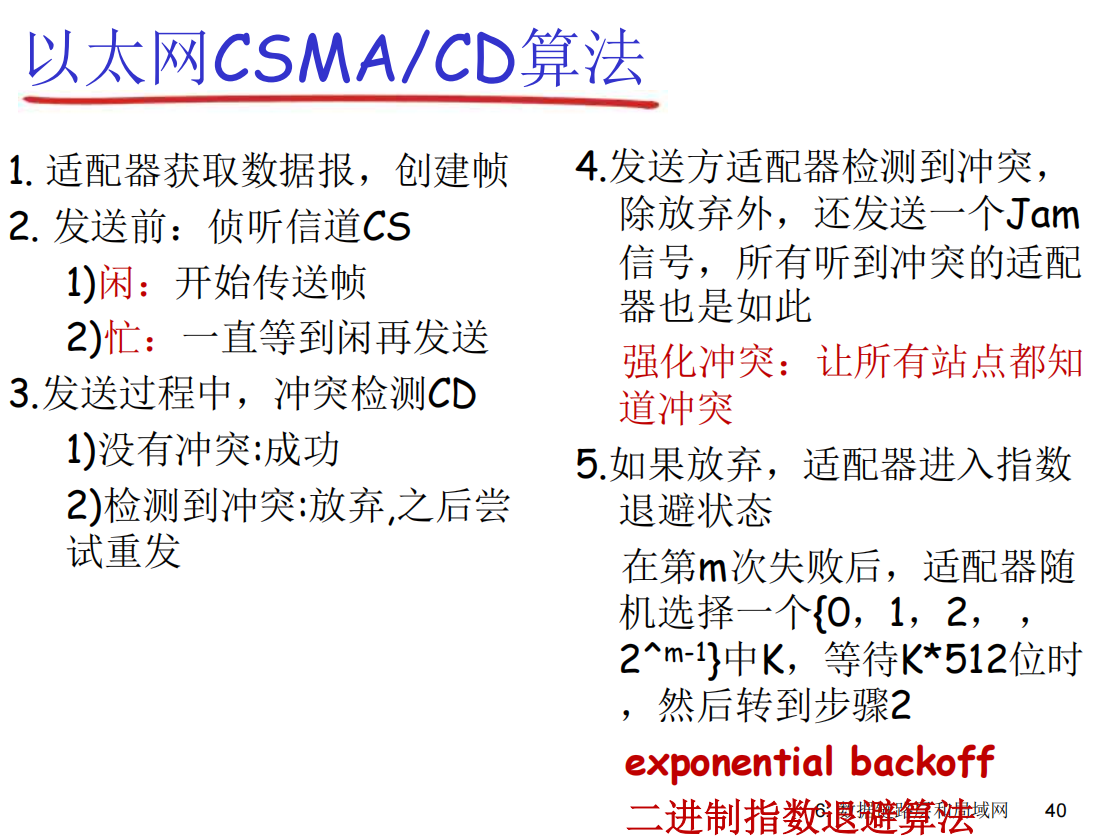 以太网CSMA/CD算法
1. 适配器获取数据报，创建帧
2. 发送前：侦听信道CS
1)闲：开始传送帧
2)忙：一直等到闲再发送
3.发送过程中，冲突检测CD
1)没有冲突:成功
2)检测到冲突:放弃,之后尝
试重发
4.发送方适配器检测到冲突，
除放弃外，还发送一个Jam
信号，所有听到冲突的适配
器也是如此
强化冲突：让所有站点都知
道冲突
5.如果放弃，适配器进入指数
退避状态
在第m次失败后，适配器随
机选择一个{0，1，2， ，
2^m-1}中K，等待K*512位时
，然后转到步骤2
exponential backoff
二进制指数退避算法
6 数据链路 和局域网 40